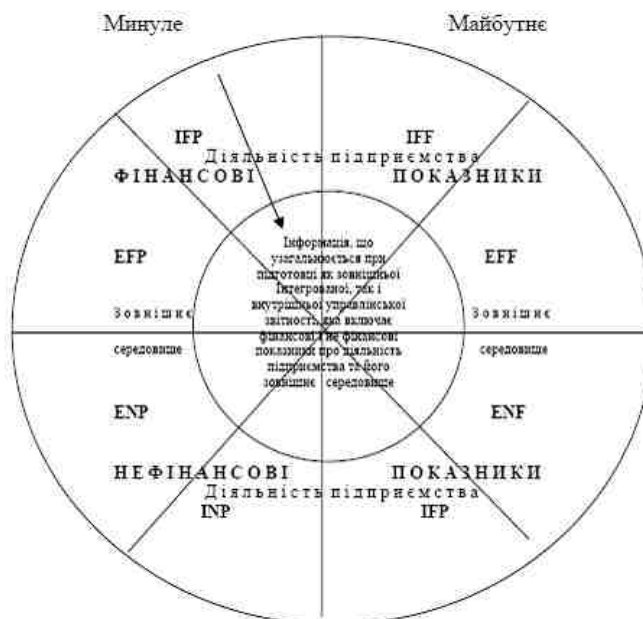 Минуле Майбутнє
IFP IFF
Діяльність підприємства
ФІНАНСОВІ ПОКАЗНИКИ
Інформація, що
узагальнюється при
підготовці як зовнішньої
EFP EFF
Інтегрованої, так і
внутрішньої управлінської
Зовнішнє звітность, яка включає Зовнішнє
фінансові і не фінансові
середовище показники про діяльність середовище
підприємства та його
зовнішнє середовище
ENP ENF
НЕФІНАНСОВІ ПОКАЗНИКИ
Діяльність підприємства
INP IFP